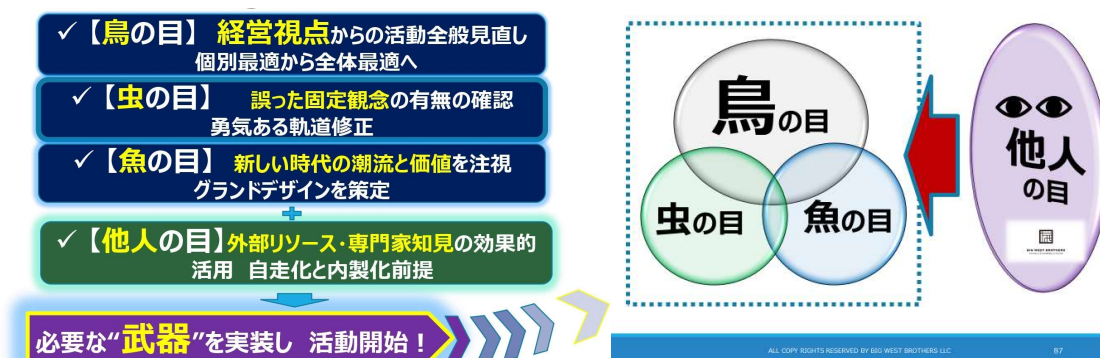 ✓【鳥の目】 経営視点からの活動全般見直し
個別最適から全体最適へ
✓【虫の目】 誤った固定観念の有無の確認
勇気ある軌道修正
✓【魚の目】 新しい時代の潮流と価値を注視
グランドデザインを策定
+
✓【他人の目】外部リソース・専門家知見の効果的
活用 自走化と内製化前提
必要な“武器”を実装し 活動開始！
鳥の目
虫の目
魚の目
他人
の目
BIG WEST BROTHERS
ALL COPY RIGHTS RESERVED BY BIG WEST BROTHERS LLC
87